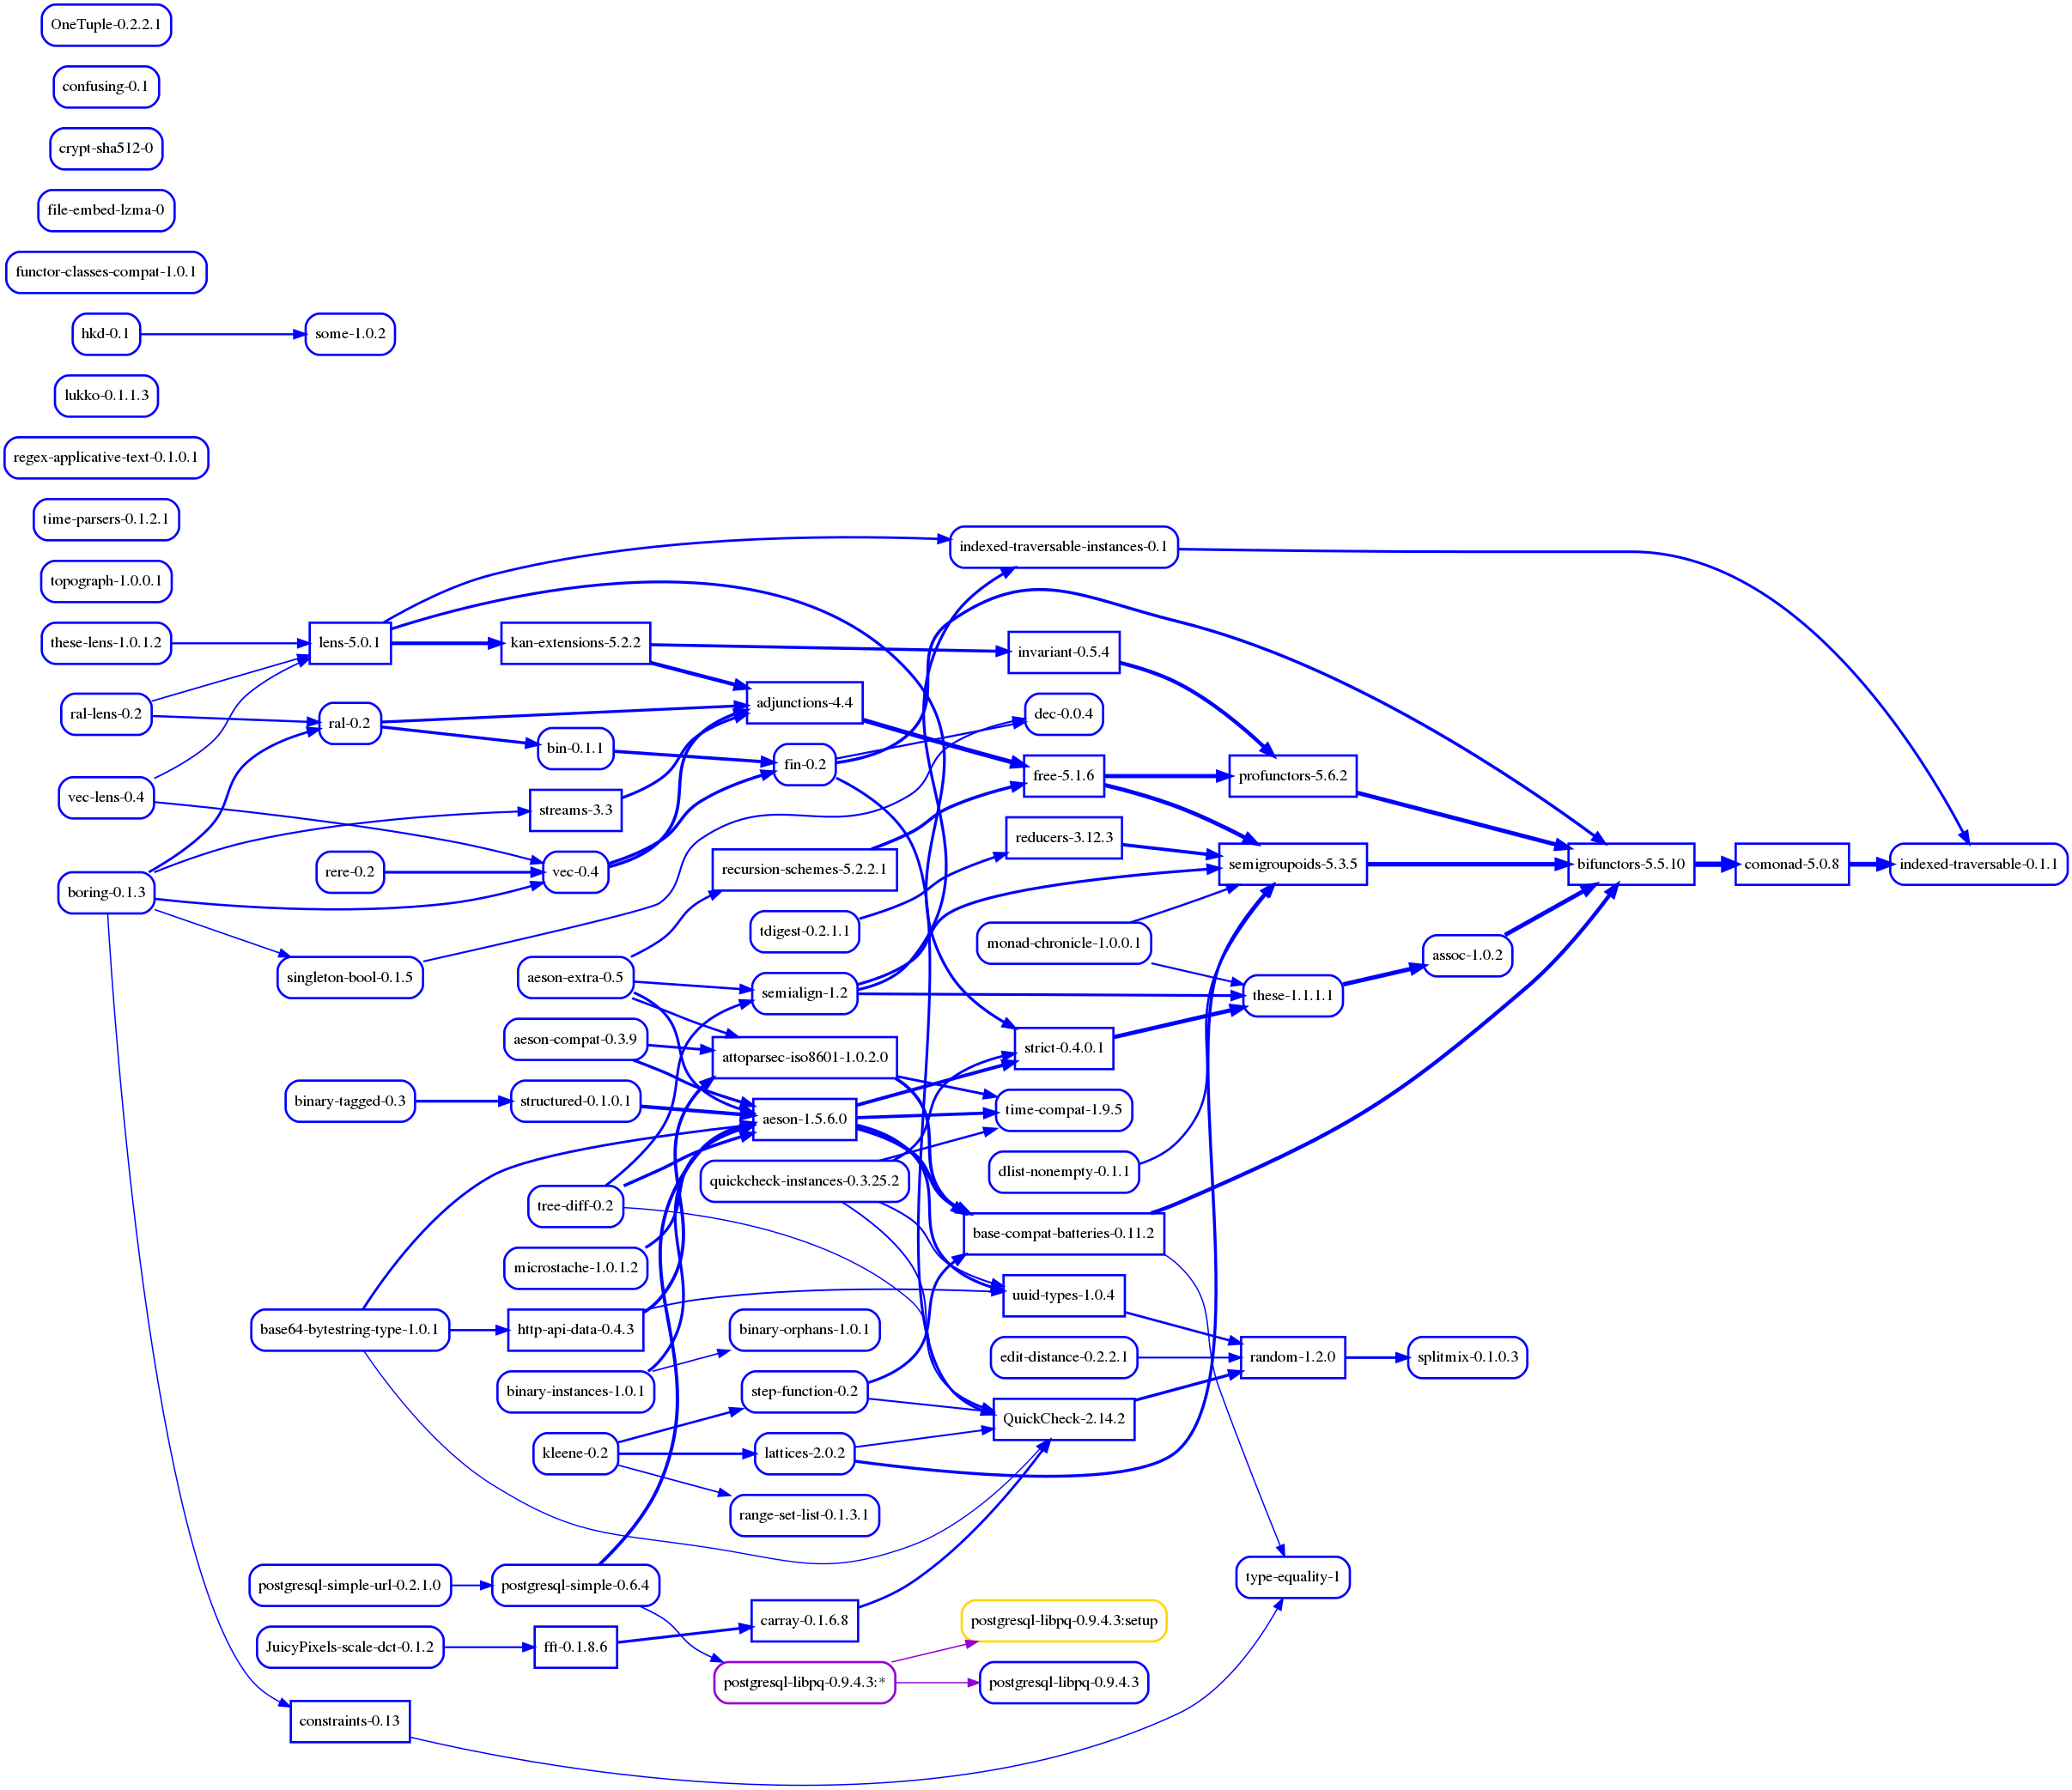 OneTuple-0.2.2.1
confusing-0.1
crypt-sha512-0
file-embed-lzma-0
functor-classes-compat-1.0.1
hkd-0.1
some-1.0.2
lukko-0.1.1.3
regex-applicative-text-0.1.0.1
time-parsers-0.1.2.1
topograph-1.0.0.1
these-lens-1.0.1.2
ral-lens-0.2
vec-lens-0.4
boring-0.1.3
lens-5.0.1
ral-0.2
rere-0.2
singleton-bool-0.1.5
binary-tagged-0.3
base64-bytestring-type-1.0.1
postgresql-simple-url-0.2.1.0
JuicyPixels-scale-dct-0.1.2
constraints-0.13
kan-extensions-5.2.2
bin-0.1.1
streams-3.3
vec-0.4
aeson-extra-0.5
aeson-compat-0.3.9
structured-0.1.0.1
tree-diff-0.2
microstache-1.0.1.2
http-api-data-0.4.3
binary-instances-1.0.1
kleene-0.2
postgresql-simple-0.6.4
fft-0.1.8.6
adjunctions-4.4
fin-0.2
recursion-schemes-5.2.2.1
tdigest-0.2.1.1
semialign-1.2
attoparsec-iso8601-1.0.2.0
aeson-1.5.6.0
quickcheck-instances-0.3.25.2
binary-orphans-1.0.1
step-function-0.2
lattices-2.0.2
range-set-list-0.1.3.1
carray-0.1.6.8
postgresql-libpq-0.9.4.3:*
indexed-traversable-instances-0.1
invariant-0.5.4
dec-0.0.4
free-5.1.6
reducers-3.12.3
monad-chronicle-1.0.0.1
strict-0.4.0.1
time-compat-1.9.5
dlist-nonempty-0.1.1
base-compat-batteries-0.11.2
uuid-types-1.0.4
edit-distance-0.2.2.1
QuickCheck-2.14.2
postgresql-libpq-0.9.4.3:setup
postgresql-libpq-0.9.4.3
profunctors-5.6.2
semigroupoids-5.3.5
these-1.1.1.1
random-1.2.0
type-equality-1
assoc-1.0.2
splitmix-0.1.0.3
bifunctors-5.5.10
comonad-5.0.8
indexed-traversable-0.1.1